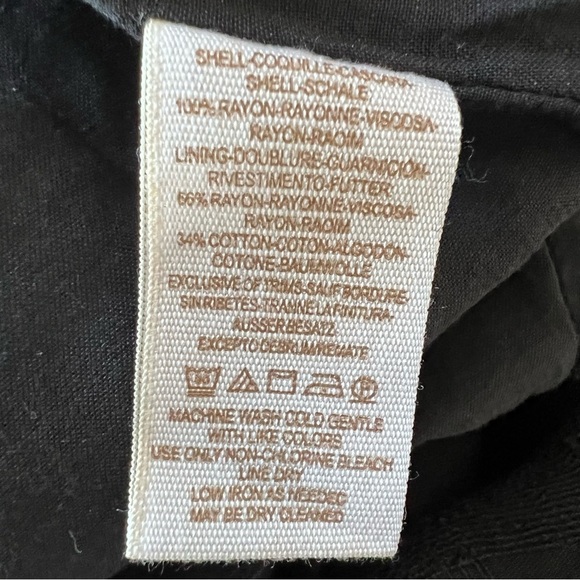 SHELL-COQUILLE-CASCARA-
SHELL-SCHALE
100% RAYON-RAYONNE-VISCOSA-
RAYON-RAOIM
LINING-DOUBLURE-GUARNICION-
RIVESTIMENTO-FUTTER
66% RAYON-RAYONNE-VISCOSA-
RAYON-RAOIM
34% COTTON-COTON-ALGODON-
COTONE-BAUMWOLLE
EXCLUSIVE OF TRIMS-SAUF BORDURE
SIN RIBETES-TRANNE LA FINITURA-
AUSSER BESATZ.
EXCEPTO DEBRUM/REMATE
MACHINE WASH COLD GENTLE
WITH LIKE COLORS
USE ONLY NON-CHLORINE BLEACH
LINE DRY
LOW IRON AS NEEDED
MAY BE DRY CLEANED